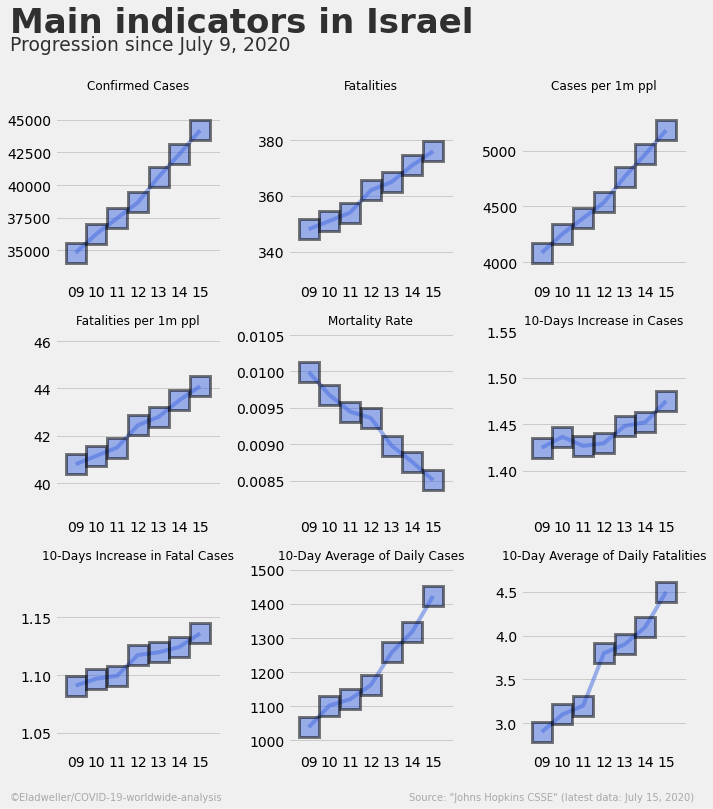 Main indicators in Israel
Progression since July 9, 2020
Confirmed Cases
45000
42500
40000
37500
35000
09 10 11 12 13 14 15
Fatalities
380
360
340
09 10 11 12 13 14 15
Cases per 1m ppl
5000
4500
4000
09 10 11 12 13 14 15
Fatalities per 1m ppl
46
44
42
40
09 10 11 12 13 14 15
Mortality Rate
0.0105
0.0100
0.0095
0.0090
0.0085
09 10 11 12 13 14 15
10-Days Increase in Cases
1.55
1.50
1.45
1.40
09 10 11 12 13 14 15
10-Days Increase in Fatal Cases
1.15
1.10
1.05
09 10 11 12 13 14 15
10-Day Average of Daily Cases
1500
1400
1300
1200
1100
1000
09 10 11 12 13 14 15
10-Day Average of Daily Fatalities
4.5
4.0
3.5
3.0
09 10 11 12 13 14 15
©Eladweller/COVID-19-worldwide-analysis
Source: "Johns Hopkins CSSE" (latest data: July 15, 2020)